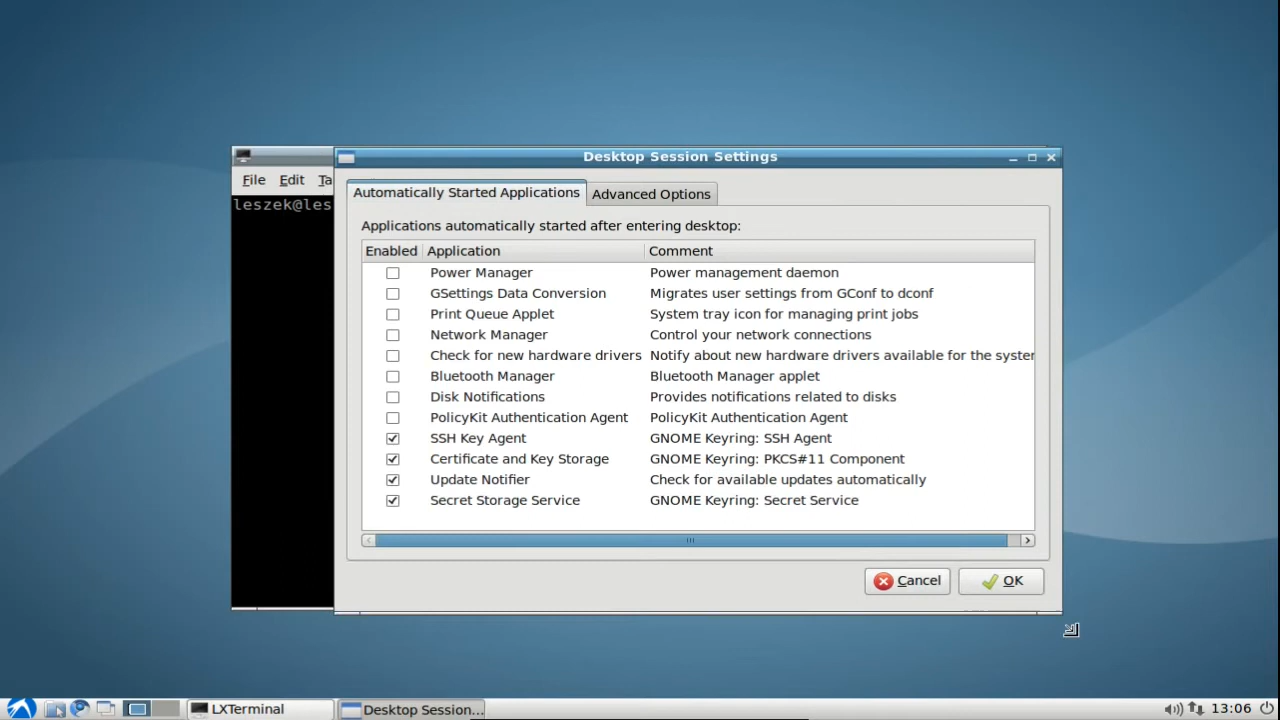 Desktop Session Settings
File Edit Ta
leszek@les
Automatically Started Applications Advanced Options
Applications automatically started after entering desktop:
Enabled Application Comment
Power Manager Power management daemon
GSettings Data Conversion Migrates user settings from GConf to dconf
Print Queue Applet System tray icon for managing print jobs
Network Manager Control your network connections
Check for new hardware drivers Notify about new hardware drivers available for the syster
Bluetooth Manager Bluetooth Manager applet
Disk Notifications Provides notifications related to disks
PolicyKit Authentication Agent PolicyKit Authentication Agent
SSH Key Agent GNOME Keyring: SSH Agent
Certificate and Key Storage GNOME Keyring: PKCS#11 Component
Update Notifier Check for available updates automatically
Secret Storage Service GNOME Keyring: Secret Service
Cancel OK
LXTerminal Desktop Session... 13:06